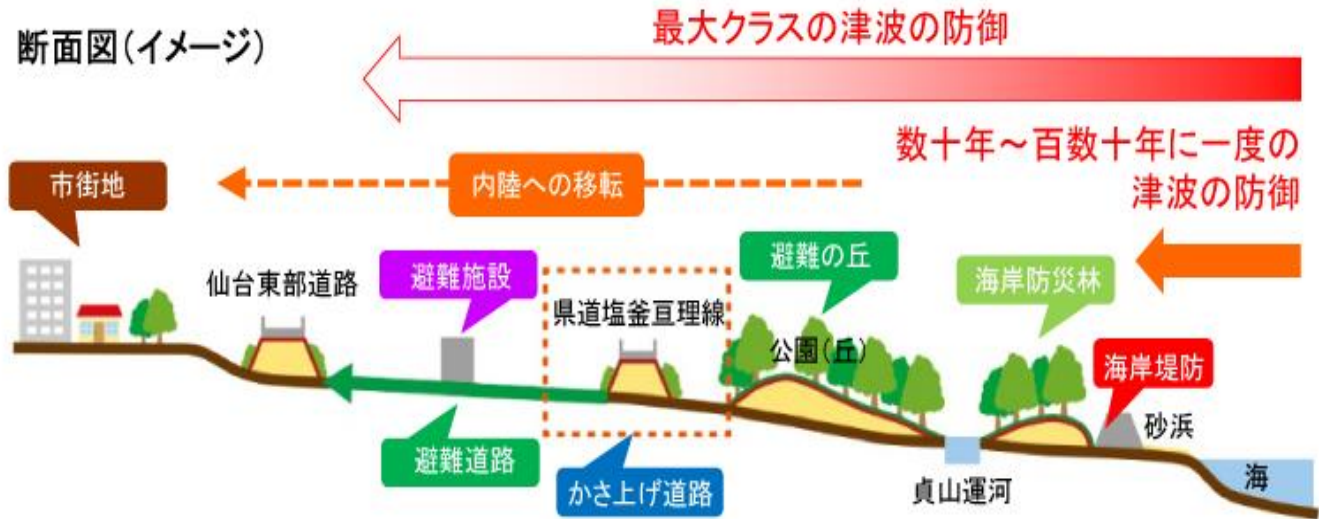 断面図(イメージ)
最大クラスの津波の防御
数十年～百数十年に一度の
津波の防御
市街地
内陸への移転
仙台東部道路
避難施設
県道塩釜亘理線
避難の丘
公園(丘)
海岸防災林
海岸堤防
砂浜
避難道路
かさ上げ道路
貞山運河
海